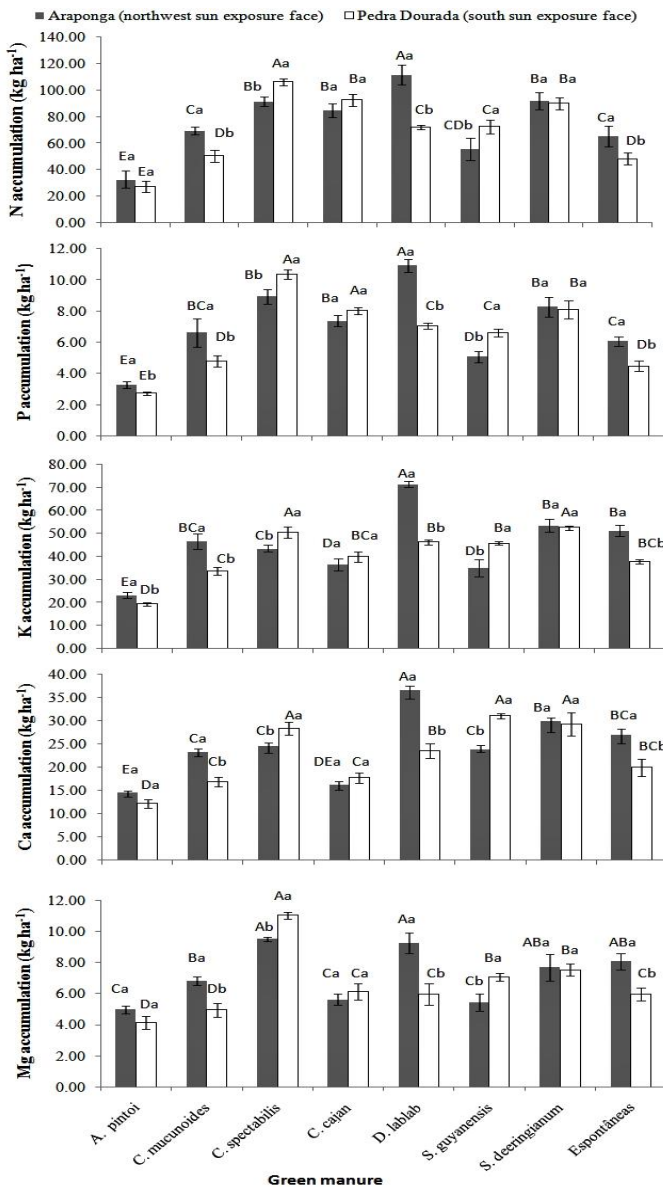 Araponga (northwest sun exposure face) Pedra Dourada (south sun exposure face)
N accumulation (kg ha-1)
140.00
120.00
100.00
80.00
60.00
40.00
20.00
0.00
Ea Ea Ca Db Bb Aa Ba Ba Aa Cb CDb Ca Ba Ba Ca Db
P accumulation (kg ha-1)
12.00
10.00
8.00
6.00
4.00
2.00
0.00
Ea Eb BCa Db Bb Aa Ba Aa Aa Cb Db Ca Ba Ba Ca Db
K accumulation (kg ha-1)
80.00
70.00
60.00
50.00
40.00
30.00
20.00
10.00
0.00
Ea Db BCa Cb Cb Aa Da BCa Aa Bb Db Ba Ba Aa Ba BCb
Ca accumulation (kg ha-1)
40.00
35.00
30.00
25.00
20.00
15.00
10.00
5.00
0.00
Ea Da Ca Cb Cb Aa DEa Ca Aa Bb Cb Aa Ba Aa BCa BCb
Mg accumulation (kg ha-1)
12.00
10.00
8.00
6.00
4.00
2.00
0.00
Ca Da Ba Db Ab Aa Ca Ca Aa Cb Cb Ba ABa Ba ABa Cb
A. pintoi
C. mucunoides
C. spectabilis
C. cajan
D. lablab
S. guyanensis
S. deeringianum
Espontâneas
Green manure